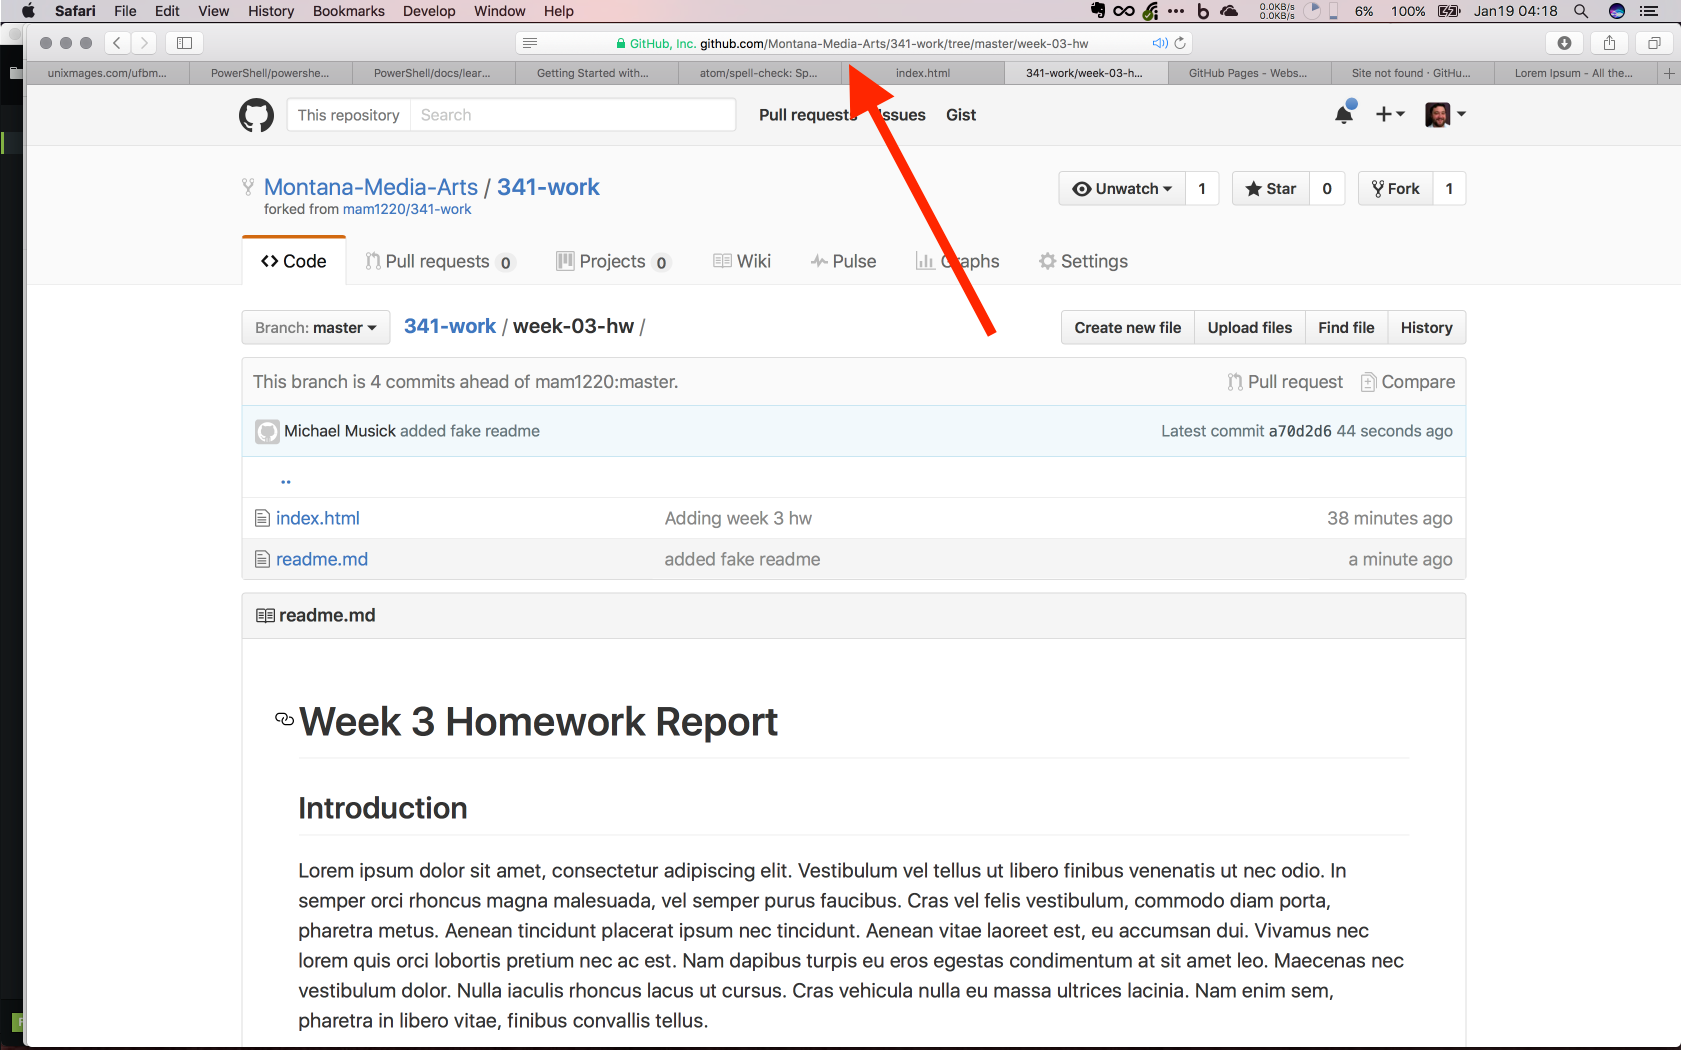 Safari File Edit View History Bookmarks Develop Window Help 0.0KB/s 0.0KB/s 6% 100% Jan19 04:18
GitHub, Inc. github.com/Montana-Media-Arts/341-work/tree/master/week-03-hw
unixmages.com/ufbm... PowerShell/powershe... PowerShell/docs/lear... Getting Started with... atom/spell-check: Sp... index.html 341-work/week-03-h... GitHub Pages - Webs... Site not found · GitHu... Lorem Ipsum - All the...
This repository Search Pull requests Issues Gist
Montana-Media-Arts / 341-work Unwatch 1 Star 0 Fork 1
forked from mam1220/341-work
Code Pull requests 0 Projects 0 Wiki Pulse Graphs Settings
Branch: master 341-work / week-03-hw / Create new file Upload files Find file History
This branch is 4 commits ahead of mam1220:master. Pull request Compare
Michael Musick added fake readme Latest commit a70d2d6 44 seconds ago
..
index.html Adding week 3 hw 38 minutes ago
readme.md added fake readme a minute ago
readme.md
Week 3 Homework Report
Introduction
Lorem ipsum dolor sit amet, consectetur adipiscing elit. Vestibulum vel tellus ut libero finibus venenatis ut nec odio. In
semper orci rhoncus magna malesuada, vel semper purus faucibus. Cras vel felis vestibulum, commodo diam porta,
pharetra metus. Aenean tincidunt placerat ipsum nec tincidunt. Aenean vitae laoreet est, eu accumsan dui. Vivamus nec
lorem quis orci lobortis pretium nec ac est. Nam dapibus turpis eu eros egestas condimentum at sit amet leo. Maecenas nec
vestibulum dolor. Nulla iaculis rhoncus lacus ut cursus. Cras vehicula nulla eu massa ultrices lacinia. Nam enim sem,
pharetra in libero vitae, finibus convallis tellus.